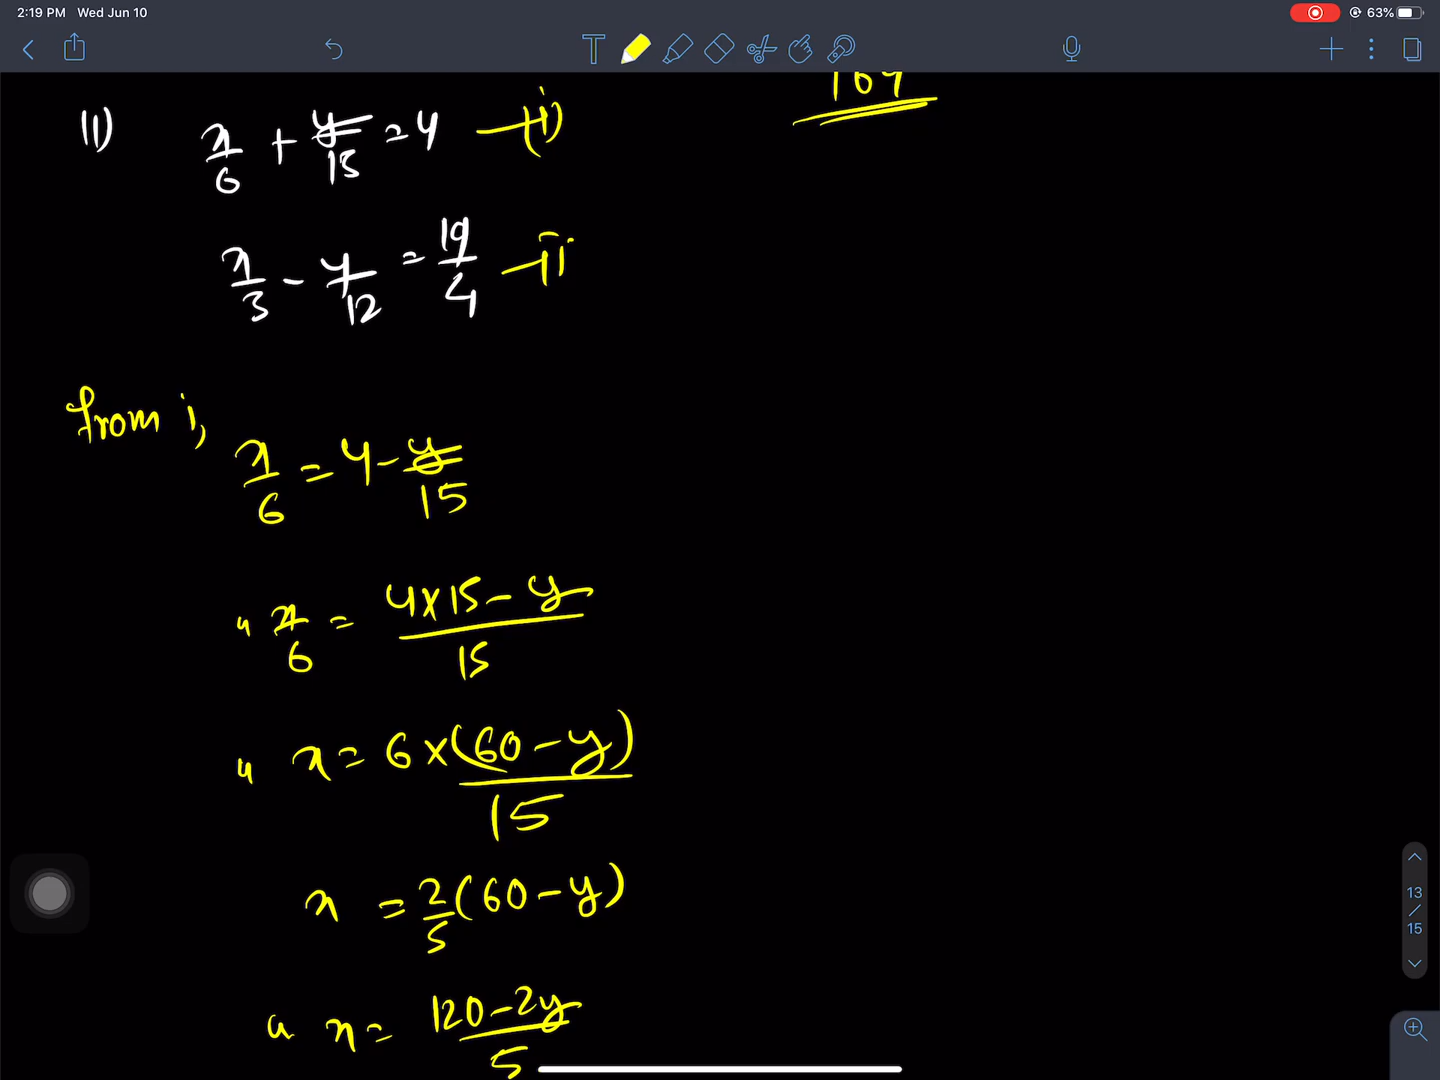 2:19 PM Wed Jun 10
63%
T
11) x/6 + y/15 = 4 —(i)
x/3 - y/12 = 19/4 — ii
from i,
x/6 = 4 - y/15
x/6 = (4×15 - y)/15
x = 6×(60 - y)/15
x = 2/5(60 - y)
x = (120 - 2y)/5
13
/
15